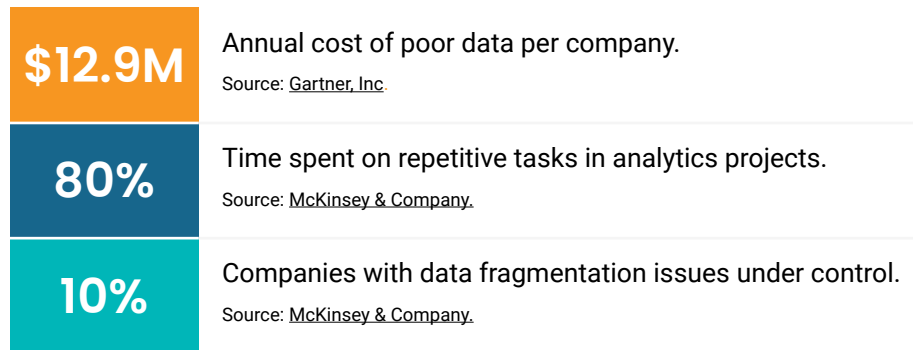 $12.9M
Annual cost of poor data per company.
Source: Gartner, Inc.
80%
Time spent on repetitive tasks in analytics projects.
Source: McKinsey & Company.
10%
Companies with data fragmentation issues under control.
Source: McKinsey & Company.